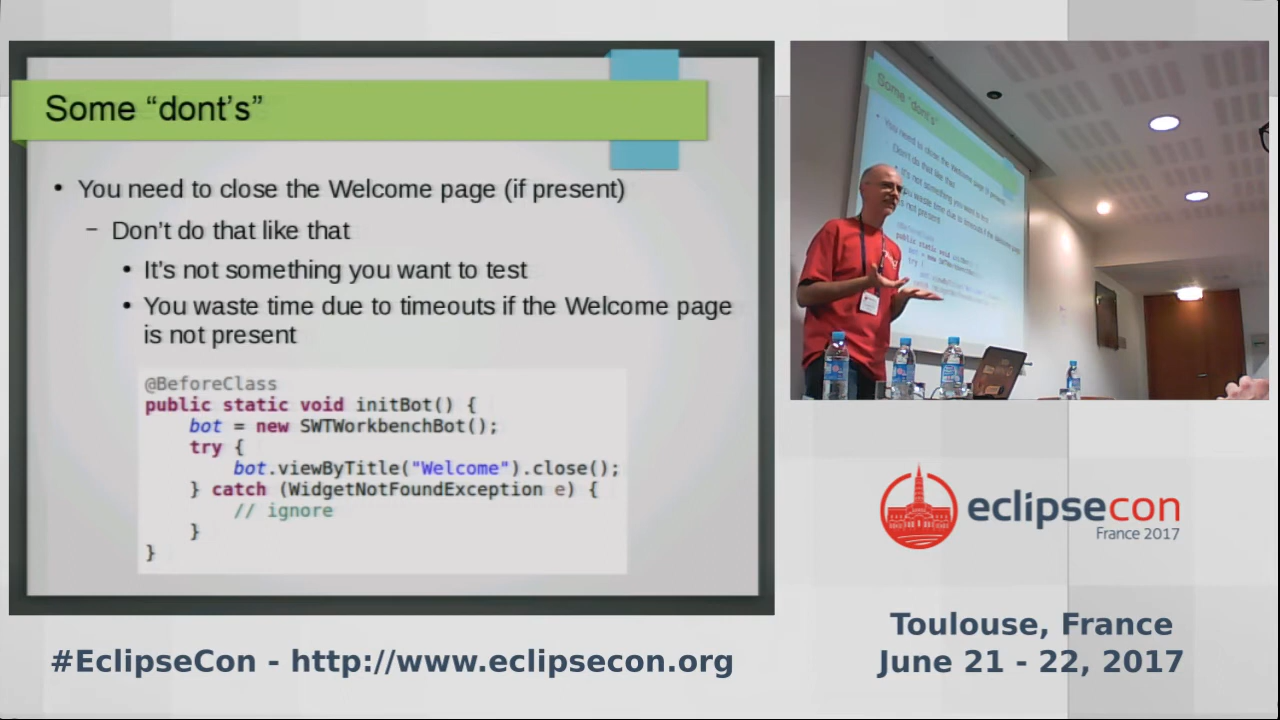 Some “dont’s”
• You need to close the Welcome page (if present)
– Don’t do that like that
• It’s not something you want to test
• You waste time due to timeouts if the Welcome page
is not present
@BeforeClass
public static void initBot() {
bot = new SWTWorkbenchBot();
try {
bot.viewByTitle("Welcome").close();
} catch (WidgetNotFoundException e) {
// ignore
}
}
eclipsecon
France 2017
#EclipseCon - http://www.eclipsecon.org
Toulouse, France
June 21 - 22, 2017